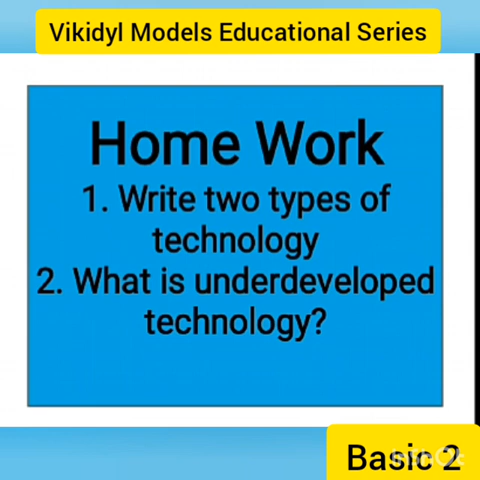 Vikidyl Models Educational Series
Home Work
1. Write two types of
technology
2. What is underdeveloped
technology?
Basic 2